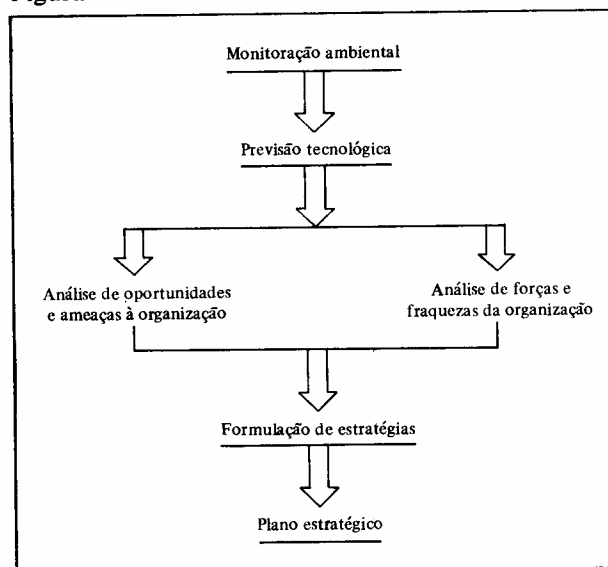 Figura
Monitoração ambiental
Previsão tecnológica
Análise de oportunidades
e ameaças à organização
Análise de forças e
fraquezas da organização
Formulação de estratégias
Plano estratégico